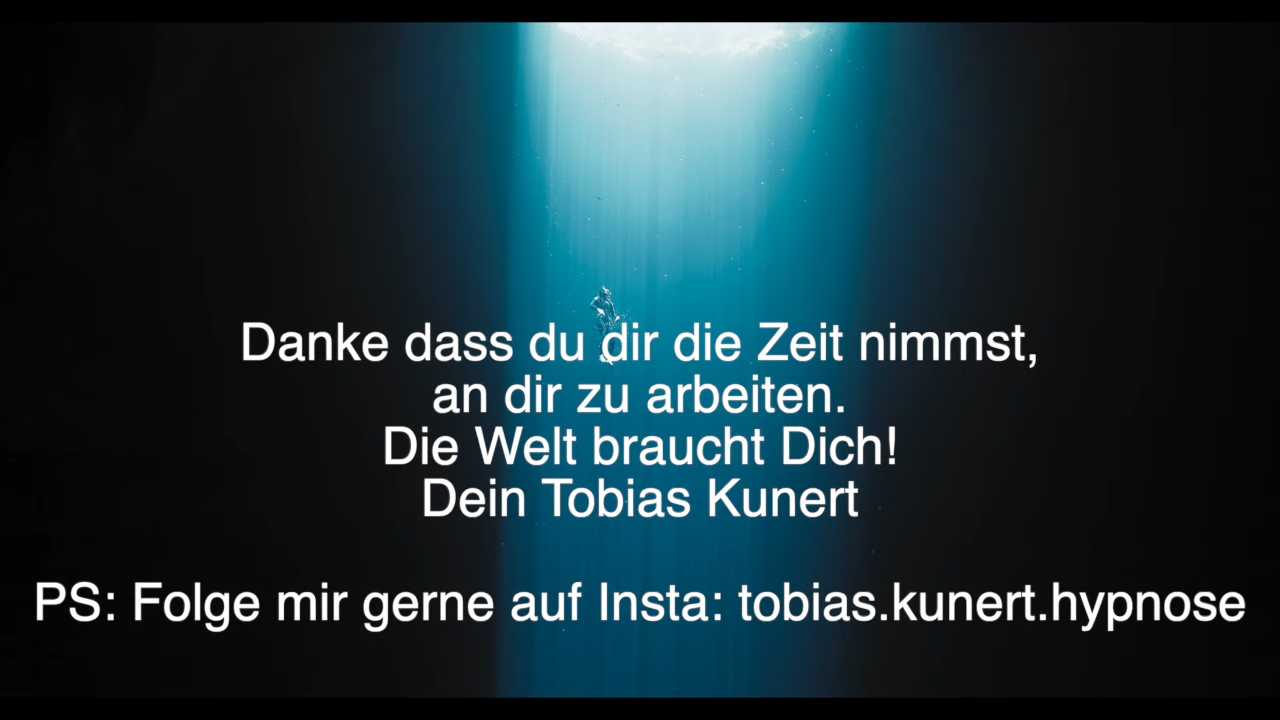 Danke dass du dir die Zeit nimmst,
an dir zu arbeiten.
Die Welt braucht Dich!
Dein Tobias Kunert
PS: Folge mir gerne auf Insta: tobias.kunert.hypnose